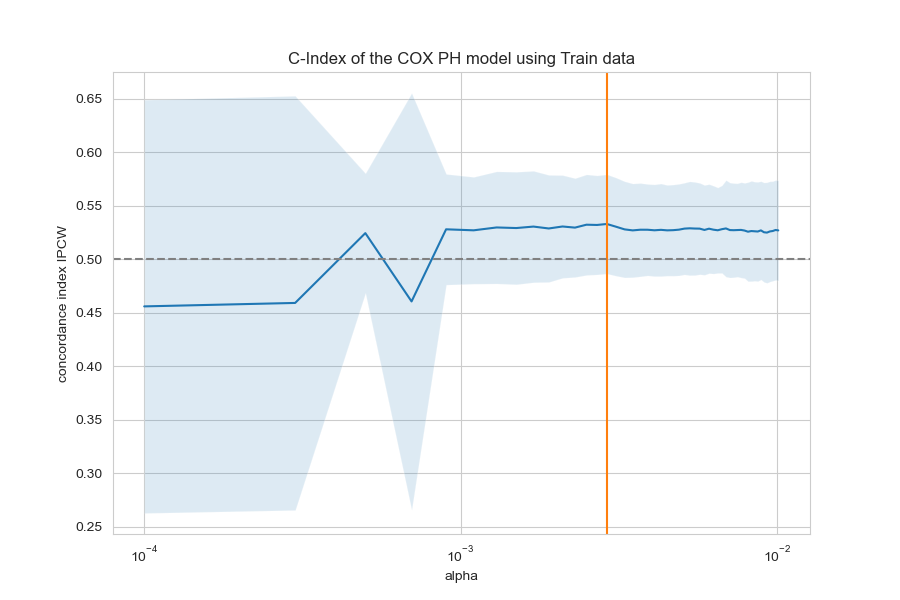 C-Index of the COX PH model using Train data
concordance index IPCW
0.65
0.60
0.55
0.50
0.45
0.40
0.35
0.30
0.25
10⁻⁴ 10⁻³ 10⁻²
alpha